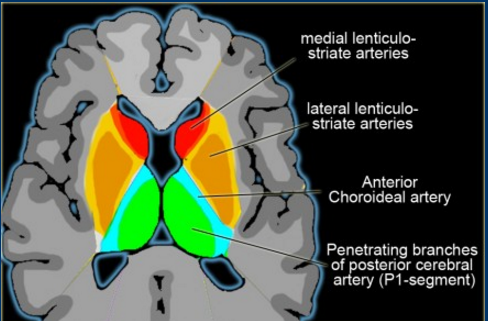 medial lenticulo-
striate arteries
lateral lenticulo-
striate arteries
Anterior
Choroideal artery
Penetrating branches
of posterior cerebral
artery (P1-segment)